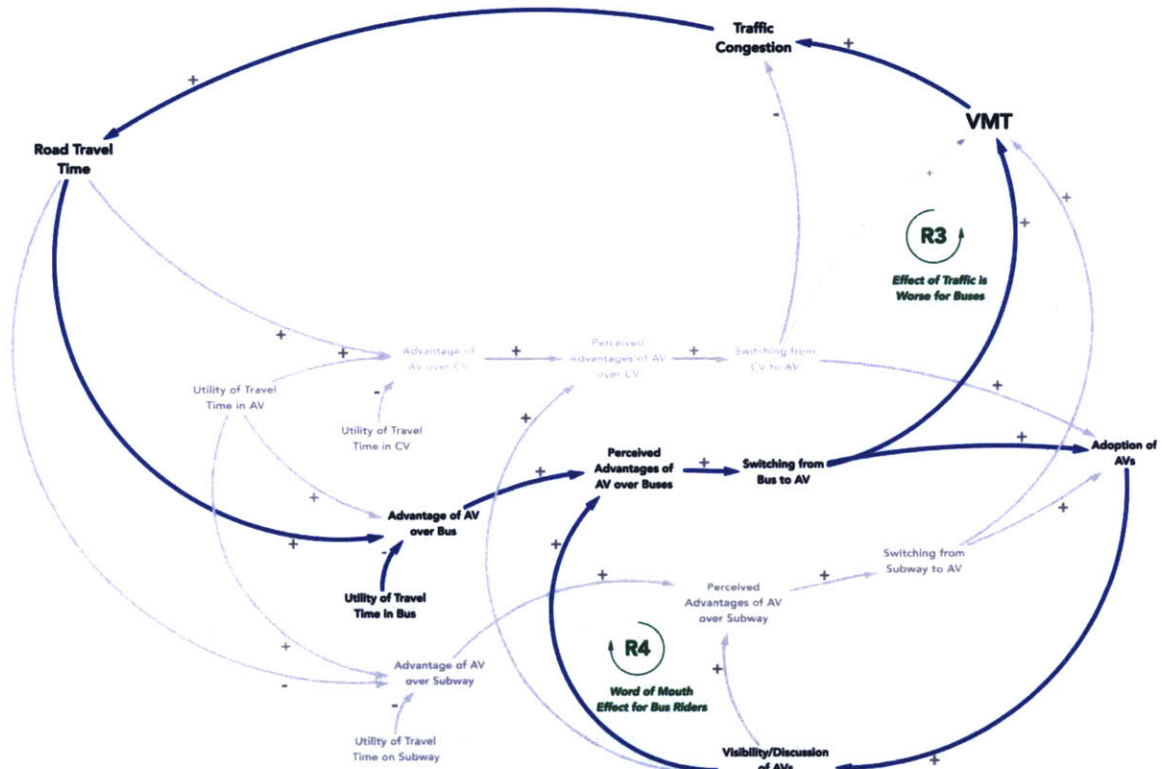 Traffic
Congestion
+
+
VMT
-
Road Travel
Time
+
+
+
R3
Effect of Traffic is
Worse for Buses
+
+
Advantage of
AV over CV
+
Perceived
Advantages of AV
over CV
+
Switching from
CV to AV
Utility of Travel
Time in AV
-
+
Utility of Travel
Time in CV
+
+
Adoption of
AVs
Perceived
Advantages of
AV over Buses
+
Switching from
Bus to AV
+
+
Advantage of AV
over Bus
+
-
+
+
Switching from
Subway to AV
+
+
Utility of Travel
Time in Bus
Perceived
Advantages of AV
over Subway
R4
+
-
Advantage of AV
over Subway
+
-
Word of Mouth
Effect for Bus Riders
Utility of Travel
Time on Subway
Visibility/Discussion
of AVs
+